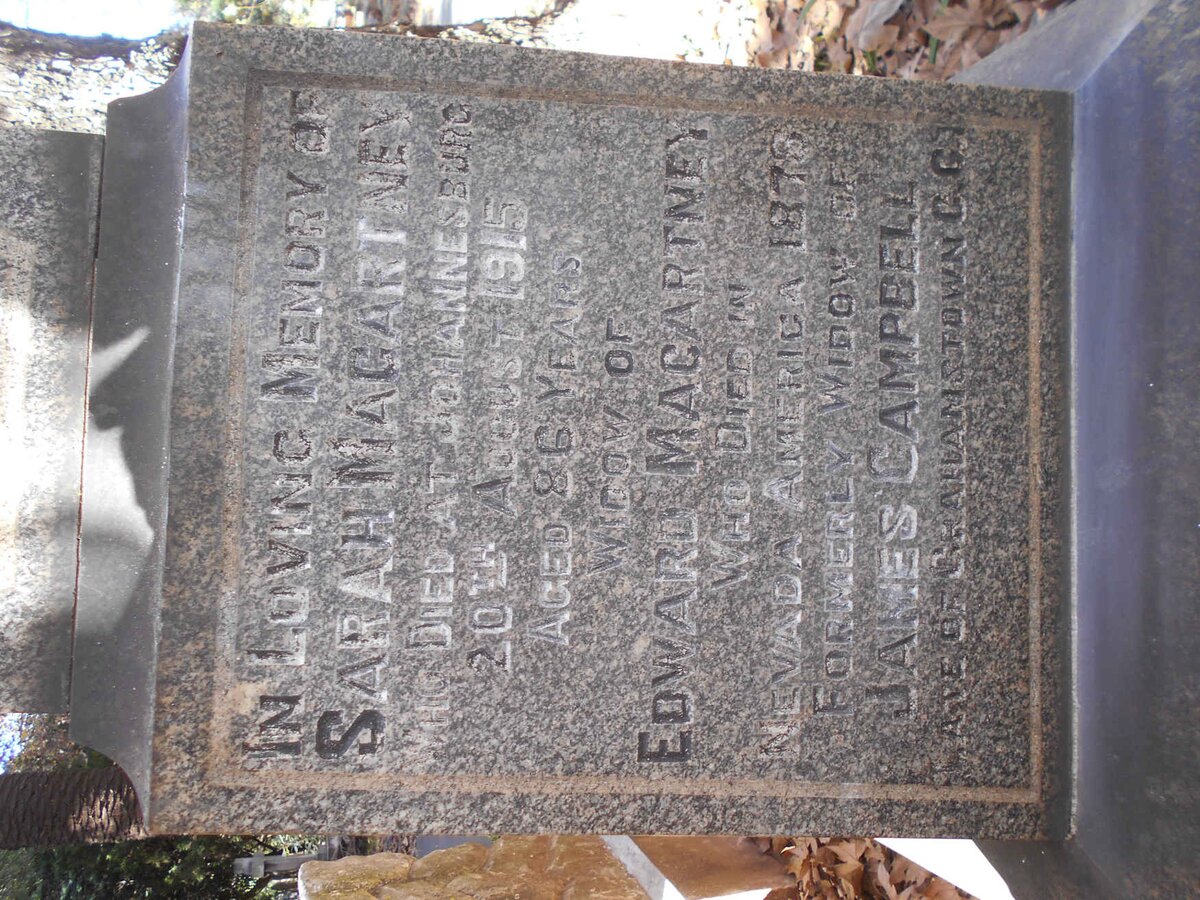 IN LOVING MEMORY OF
SARAH MACARTNEY
WHO DIED AT JOHANNESBURG
20TH AUGUST 1915
AGED 86 YEARS
WIDOW OF
EDWARD MACARTNEY
WHO DIED IN
NEVADA AMERICA 1876
FORMERLY WIDOW OF
JAMES CAMPBELL
LAYE OF GRAHAMSTOWN C.C.